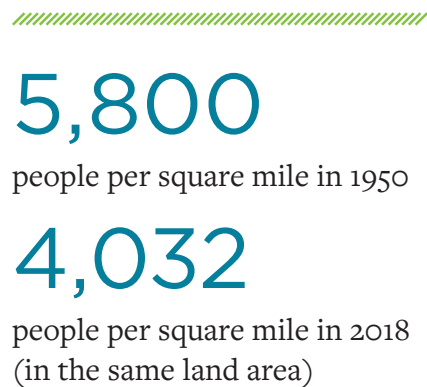 5,800
people per square mile in 1950
4,032
people per square mile in 2018
(in the same land area)